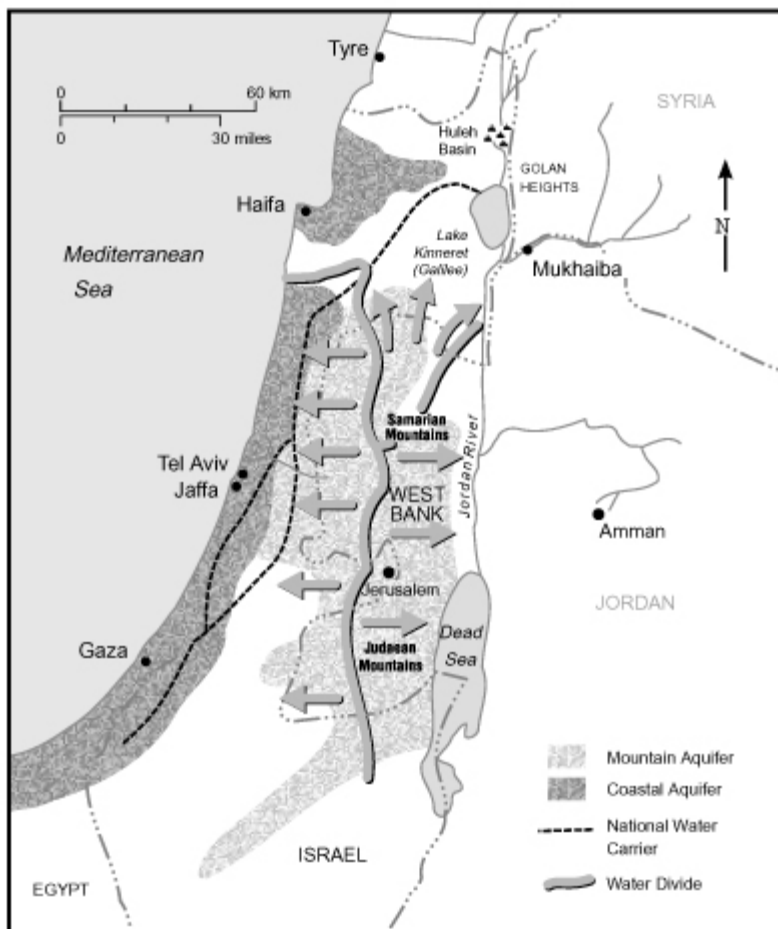 Tyre
0 60 km
0 30 miles
SYRIA
Huleh
Basin
GOLAN
HEIGHTS
N
Haifa
Mediterranean
Sea
Lake
Kinneret
(Galilee)
Mukhaiba
Samarian
Mountains
Tel Aviv
Jaffa
WEST
BANK
Jordan River
Amman
Jerusalem
JORDAN
Gaza
Judaean
Mountains
Dead
Sea
Mountain Aquifer
Coastal Aquifer
National Water
Carrier
Water Divide
ISRAEL
EGYPT